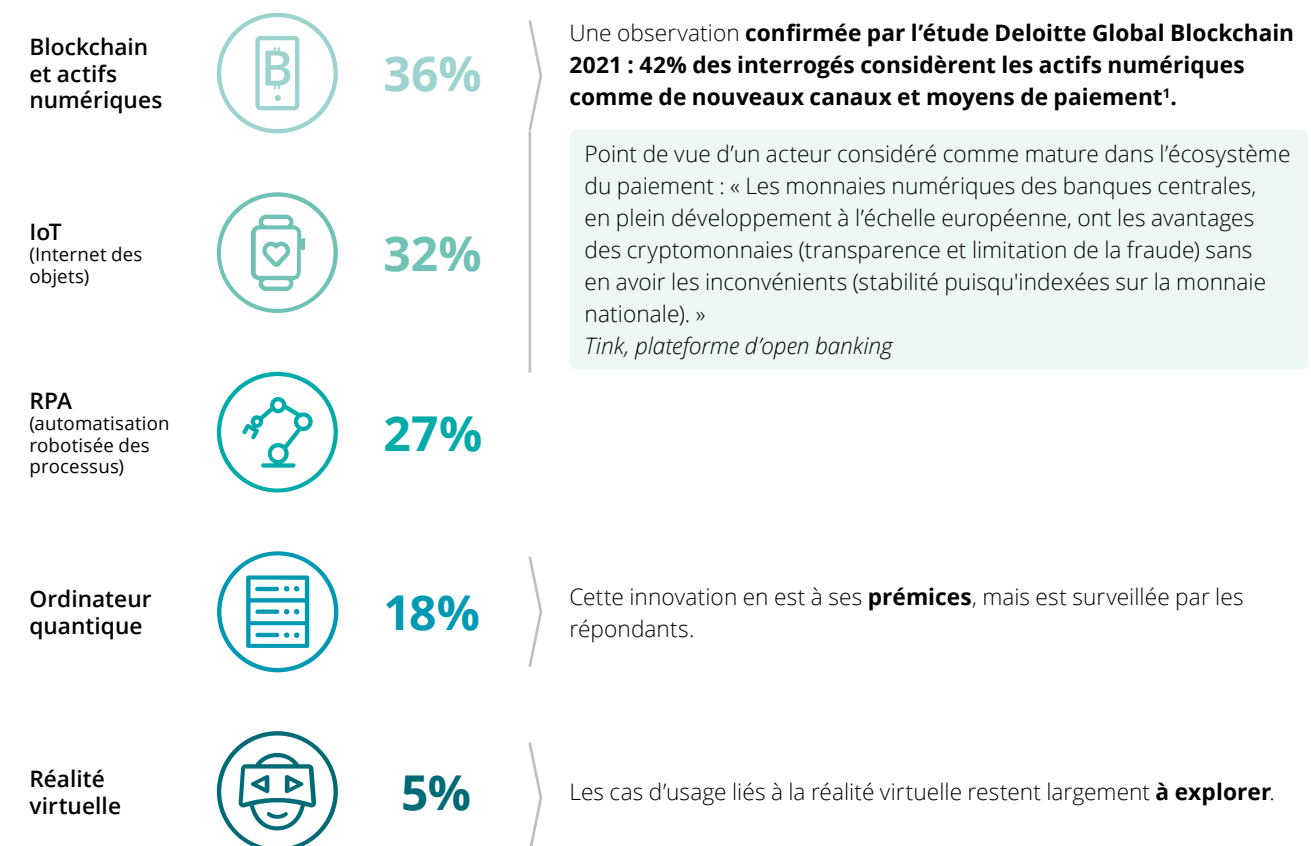 Blockchain
et actifs
numériques
36%
Une observation confirmée par l’étude Deloitte Global Blockchain
2021 : 42% des interrogés considèrent les actifs numériques
comme de nouveaux canaux et moyens de paiement¹.
Point de vue d’un acteur considéré comme mature dans l’écosystème
du paiement : « Les monnaies numériques des banques centrales,
en plein développement à l’échelle européenne, ont les avantages
des cryptomonnaies (transparence et limitation de la fraude) sans
en avoir les inconvénients (stabilité puisqu'indexées sur la monnaie
nationale). »
Tink, plateforme d’open banking
IoT
(Internet des
objets)
32%
RPA
(automatisation
robotisée des
processus)
27%
Ordinateur
quantique
18%
Cette innovation en est à ses prémices, mais est surveillée par les
répondants.
Réalité
virtuelle
5%
Les cas d’usage liés à la réalité virtuelle restent largement à explorer.